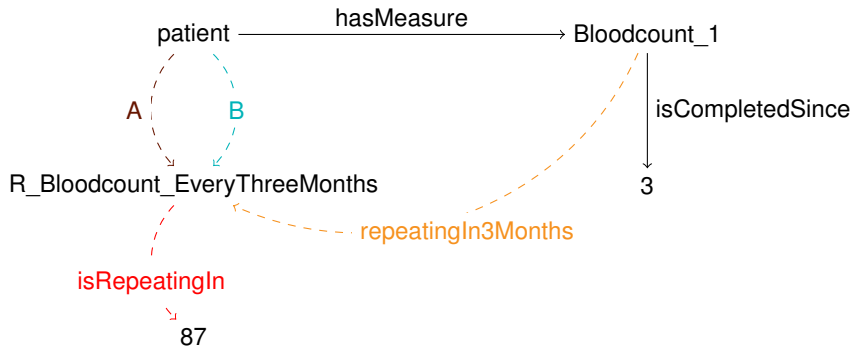 hasMeasure
patient
Bloodcount_1
A
B
isCompletedSince
R_Bloodcount_EveryThreeMonths
3
repeatingIn3Months
isRepeatingIn
87